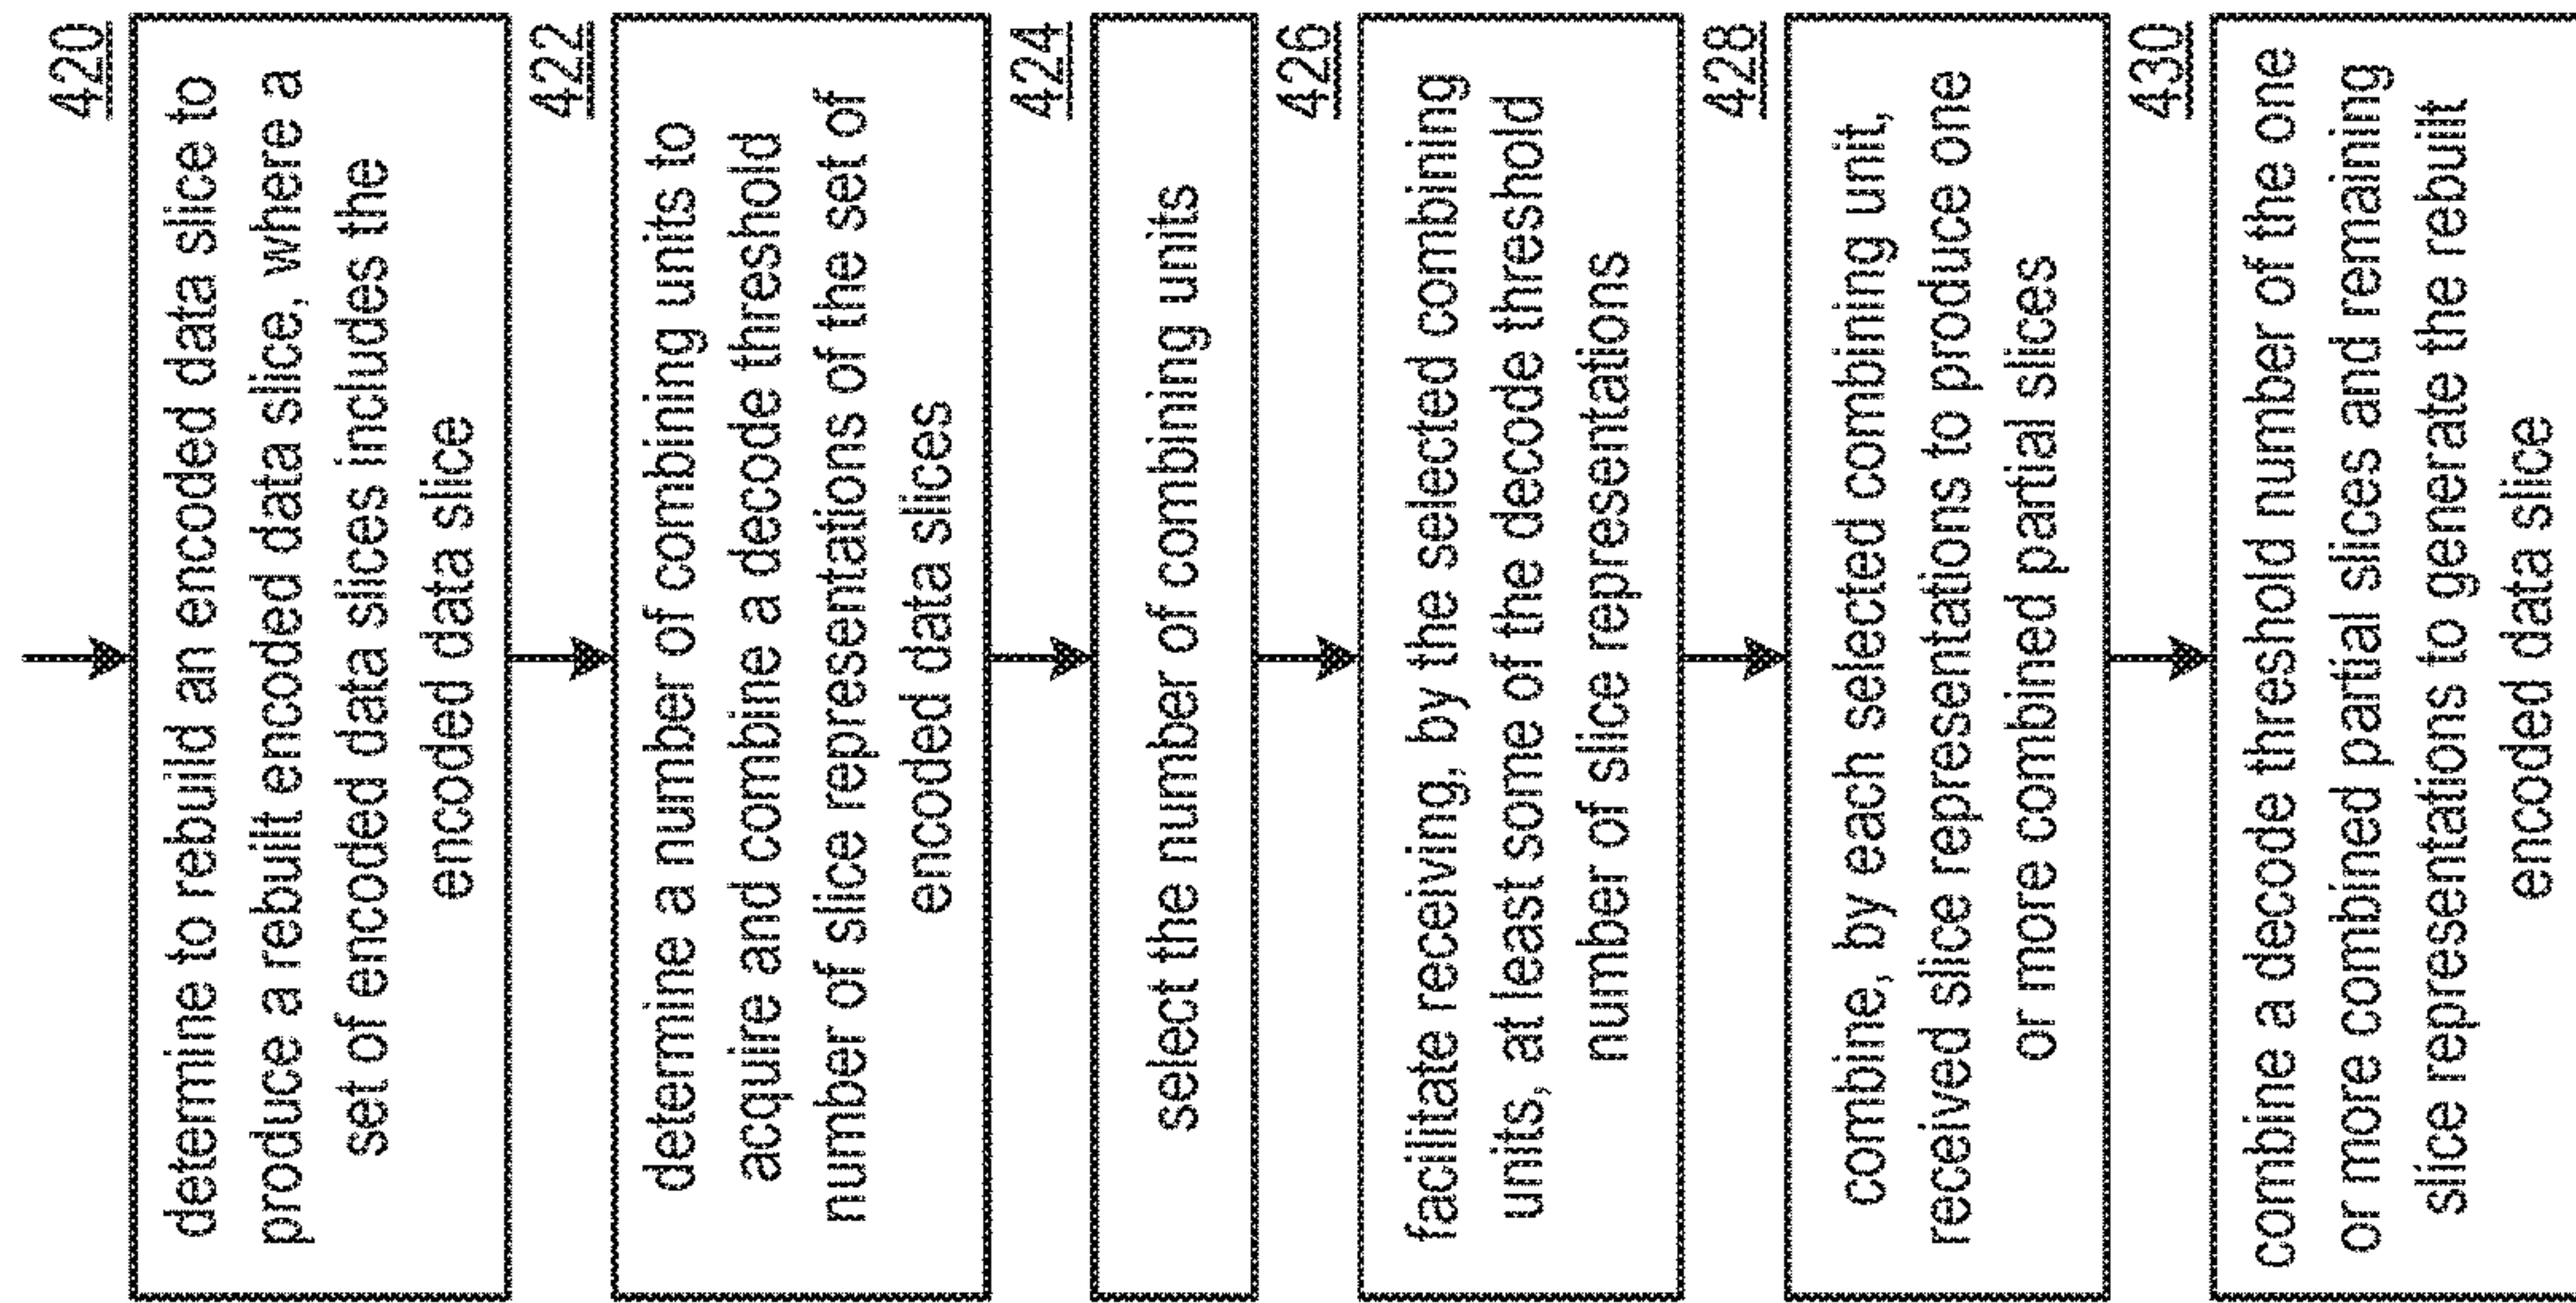 420
determine to rebuild an encoded data slice to
produce a rebuilt encoded data slice, where a
set of encoded data slices includes the
encoded data slice
422
determine a number of combining units to
acquire and combine a decode threshold
number of slice representations of the set of
encoded data slices
424
select the number of combining units
426
facilitate receiving, by the selected combining
units, at least some of the decode threshold
number of slice representations
428
combine, by each selected combining unit,
received slice representations to produce one
or more combined partial slices
430
combine a decode threshold number of the one
or more combined partial slices and remaining
slice representations to generate the rebuilt
encoded data slice